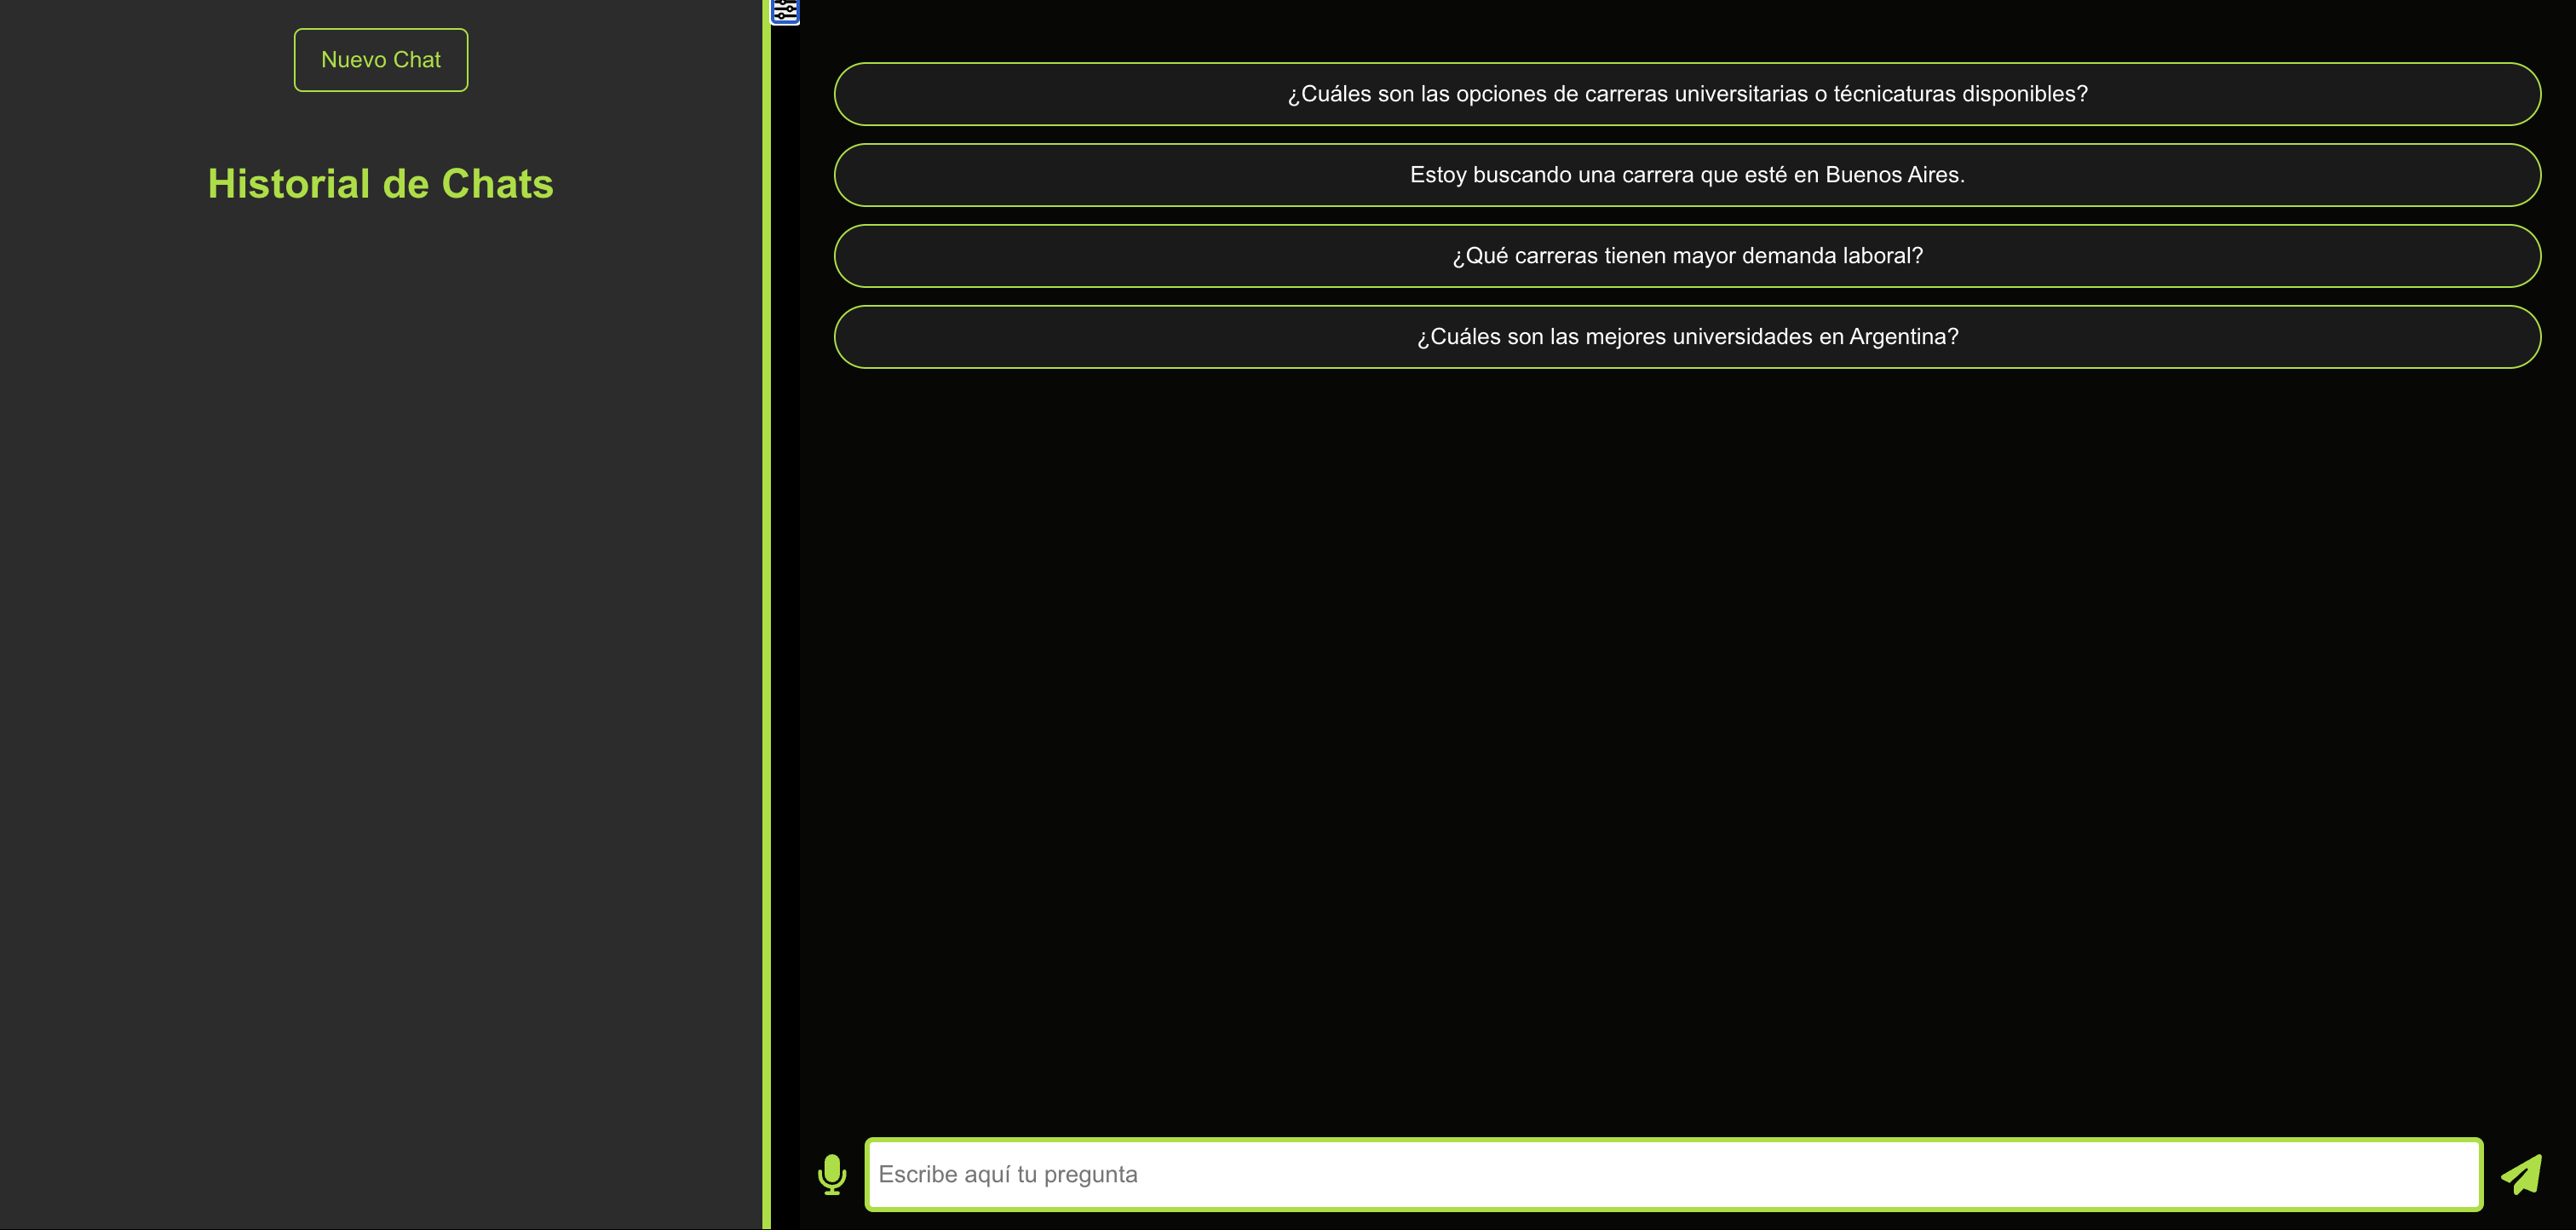 Nuevo Chat
Historial de Chats
¿Cuáles son las opciones de carreras universitarias o técnicaturas disponibles?
Estoy buscando una carrera que esté en Buenos Aires.
¿Qué carreras tienen mayor demanda laboral?
¿Cuáles son las mejores universidades en Argentina?
Escribe aquí tu pregunta